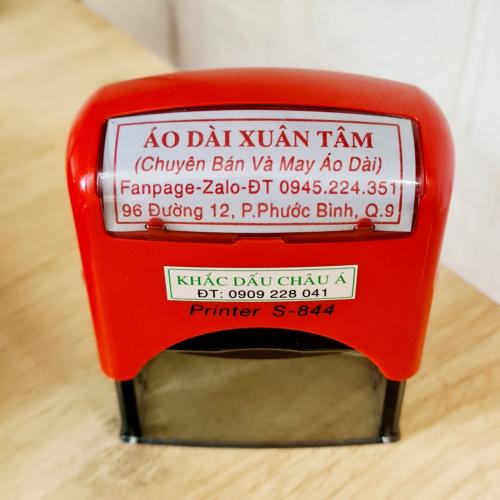 ÁO DÀI XUÂN TÂM
(Chuyên Bán Và May Áo Dài)
Fanpage-Zalo-ĐT 0945.224.351
96 Đường 12, P.Phước Bình, Q.9
KHẮC DẤU CHÂU Á
ĐT: 0909 228 041
Printer S-844